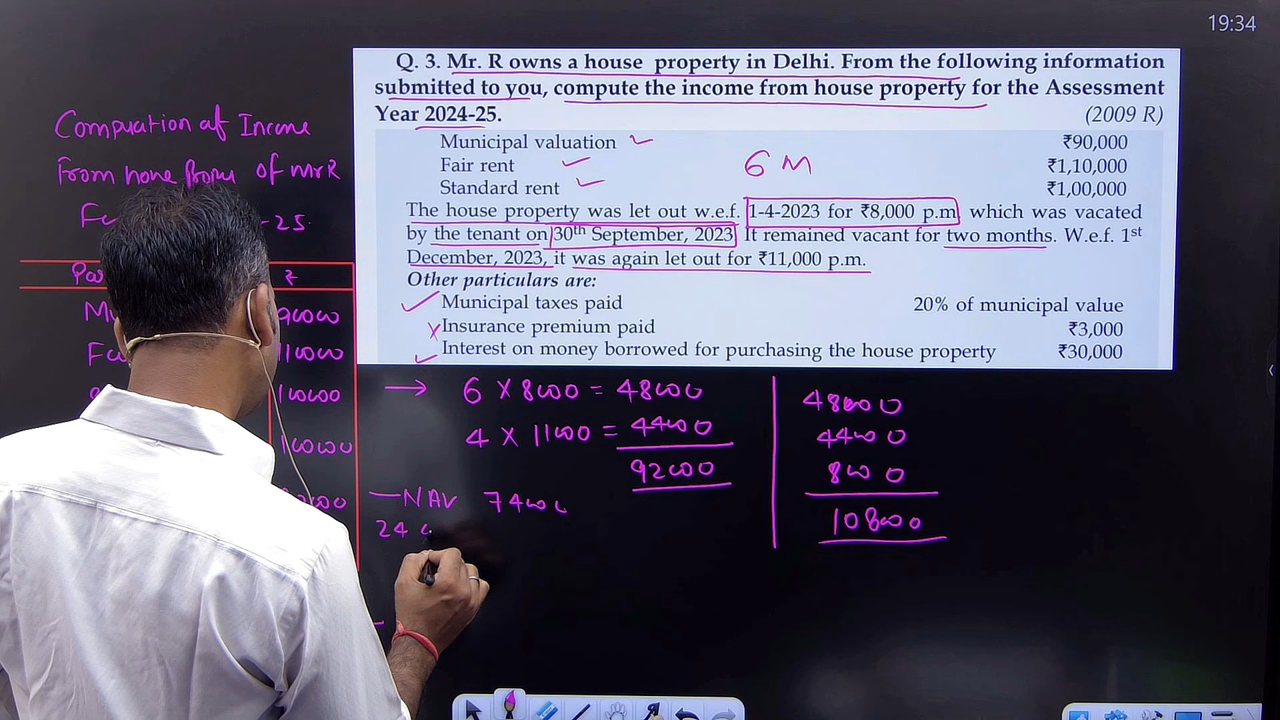 19:34
Q. 3. Mr. R owns a house property in Delhi. From the following information
submitted to you, compute the income from house property for the Assessment
Year 2024-25. (2009 R)
Municipal valuation ₹90,000
Fair rent ₹1,10,000
Standard rent ₹1,00,000
6 M
The house property was let out w.e.f. 1-4-2023 for ₹8,000 p.m. which was vacated
by the tenant on 30th September, 2023. It remained vacant for two months. W.e.f. 1st
December, 2023, it was again let out for ₹11,000 p.m.
Other particulars are:
Municipal taxes paid 20% of municipal value
Insurance premium paid ₹3,000
Interest on money borrowed for purchasing the house property ₹30,000
Income
From
of Mr R
-25.
₹
90000
110000
100000
100000
→ 6 × 8000 = 48000
4 × 11000 = 44000
92000
48000
44000
8000
108000
— NAV 74000
24